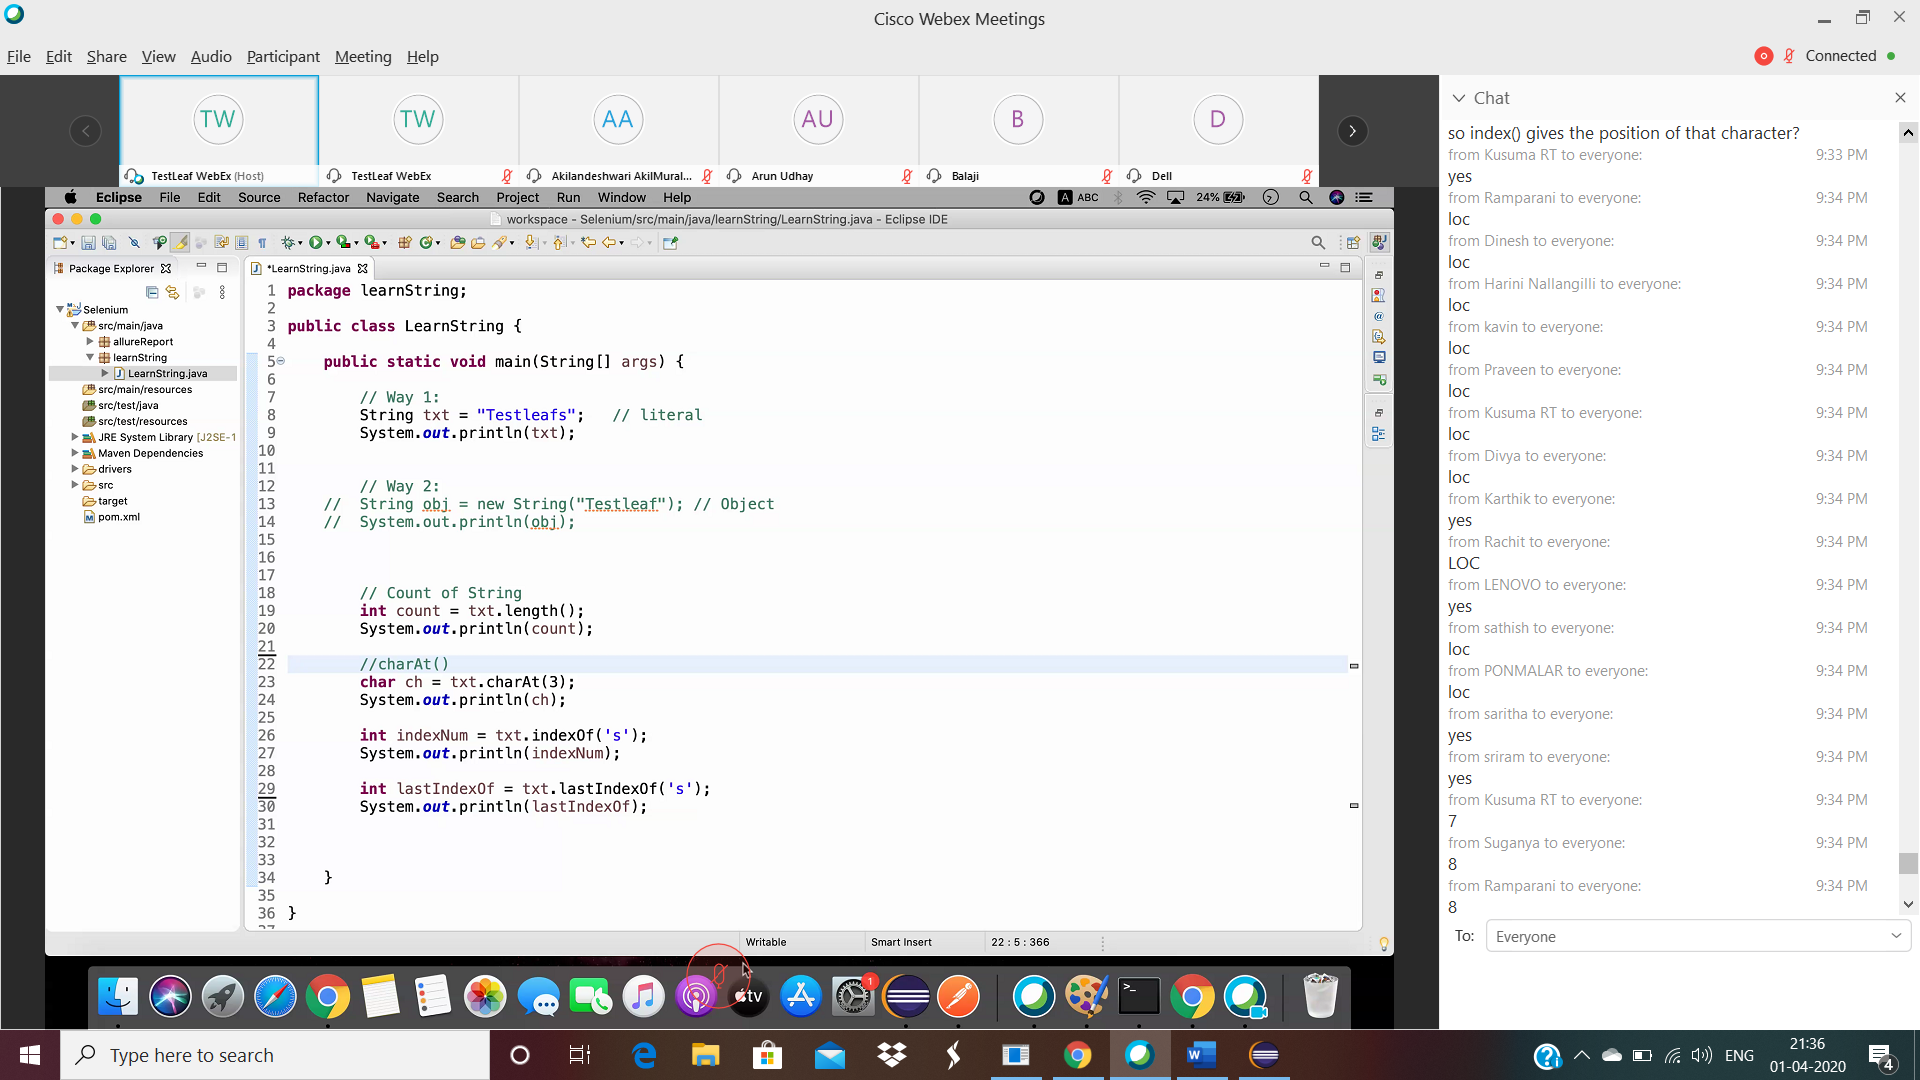 Cisco Webex Meetings
File Edit Share View Audio Participant Meeting Help
Connected
TW TW AA AU B D
TestLeaf WebEx (Host) TestLeaf WebEx Akilandeshwari AkilMural... Arun Udhay Balaji Dell
Eclipse File Edit Source Refactor Navigate Search Project Run Window Help
A ABC 24%
workspace - Selenium/src/main/java/learnString/LearnString.java - Eclipse IDE
Package Explorer
*LearnString.java
Selenium
src/main/java
allureReport
learnString
LearnString.java
src/main/resources
src/test/java
src/test/resources
JRE System Library [J2SE-1
Maven Dependencies
drivers
src
target
pom.xml
1 package learnString;
2
3 public class LearnString {
4
5 public static void main(String[] args) {
6
7 // Way 1:
8 String txt = "Testleafs"; // literal
9 System.out.println(txt);
10
11
12 // Way 2:
13 // String obj = new String("Testleaf"); // Object
14 // System.out.println(obj);
15
16
17
18 // Count of String
19 int count = txt.length();
20 System.out.println(count);
21
22 //charAt()
23 char ch = txt.charAt(3);
24 System.out.println(ch);
25
26 int indexNum = txt.indexOf('s');
27 System.out.println(indexNum);
28
29 int lastIndexOf = txt.lastIndexOf('s');
30 System.out.println(lastIndexOf);
31
32
33
34 }
35
36 }
Writable Smart Insert 22 : 5 : 366
tv
1
>_
Chat
so index() gives the position of that character?
from Kusuma RT to everyone: 9:33 PM
yes
from Ramparani to everyone: 9:34 PM
loc
from Dinesh to everyone: 9:34 PM
loc
from Harini Nallangilli to everyone: 9:34 PM
loc
from kavin to everyone: 9:34 PM
loc
from Praveen to everyone: 9:34 PM
loc
from Kusuma RT to everyone: 9:34 PM
loc
from Divya to everyone: 9:34 PM
loc
from Karthik to everyone: 9:34 PM
yes
from Rachit to everyone: 9:34 PM
LOC
from LENOVO to everyone: 9:34 PM
yes
from sathish to everyone: 9:34 PM
loc
from PONMALAR to everyone: 9:34 PM
loc
from saritha to everyone: 9:34 PM
yes
from sriram to everyone: 9:34 PM
yes
from Kusuma RT to everyone: 9:34 PM
7
from Suganya to everyone: 9:34 PM
8
from Ramparani to everyone: 9:34 PM
8
To: Everyone
Type here to search
ENG
21:36
01-04-2020
4